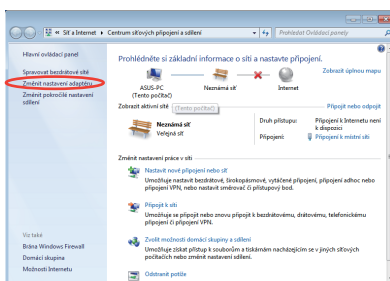 « Síť a Internet ▸ Centrum síťových připojení a sdílení
Prohledat Ovládací panely
Hlavní ovládací panel
Spravovat bezdrátové sítě
Změnit nastavení adaptéru
Změnit pokročilé nastavení
sdílení
Prohlédněte si základní informace o síti a nastavte připojení.
Zobrazit úplnou mapu
ASUS-PC
(Tento počítač)
Neznámá síť
Internet
Zobrazit aktivní sítě
(Tento počítač)
Připojit nebo odpojit
Neznámá síť
Veřejná síť
Druh přístupu: Připojení k Internetu není
k dispozici
Připojení: Připojení k místní síti
Změnit nastavení práce v síti
Nastavit nové připojení nebo síť
Umožňuje nastavit bezdrátové, širokopásmové, vytáčené připojení, připojení adhoc nebo
připojení VPN, nebo nastavit směrovač či přístupový bod.
Připojit k síti
Umožňuje se připojit nebo znovu připojit k bezdrátovému, drátovému, telefonickému
připojení či připojení VPN.
Zvolit možnosti domácí skupiny a sdílení
Umožňuje získat přístup k souborům a tiskárnám nacházejícím se v jiných síťových
počítačích nebo změnit nastavení sdílení.
Odstranit potíže
Viz také
Brána Windows Firewall
Domácí skupina
Možnosti Internetu